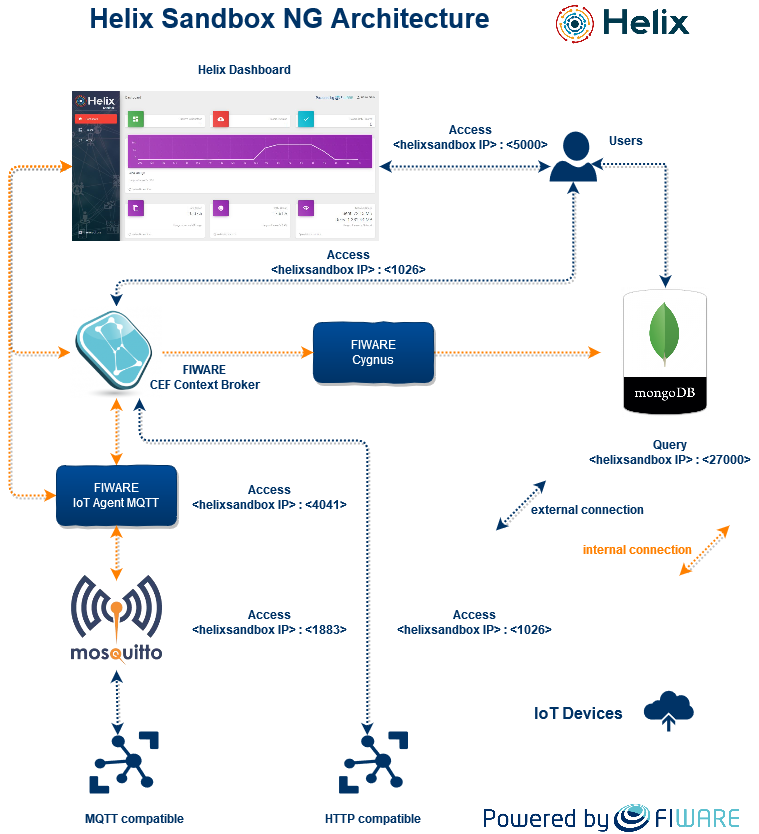 Helix Sandbox NG Architecture
Helix
Helix Dashboard
Helix
Access
<helixsandbox IP> : <5000>
Users
Access
<helixsandbox IP> : <1026>
FIWARE
CEF Context Broker
FIWARE
Cygnus
mongoDB
Query
<helixsandbox IP> : <27000>
FIWARE
IoT Agent MQTT
Access
<helixsandbox IP> : <4041>
external connection
internal connection
mosquitto
Access
<helixsandbox IP> : <1883>
Access
<helixsandbox IP> : <1026>
IoT Devices
MQTT compatible
HTTP compatible
Powered by FIWARE